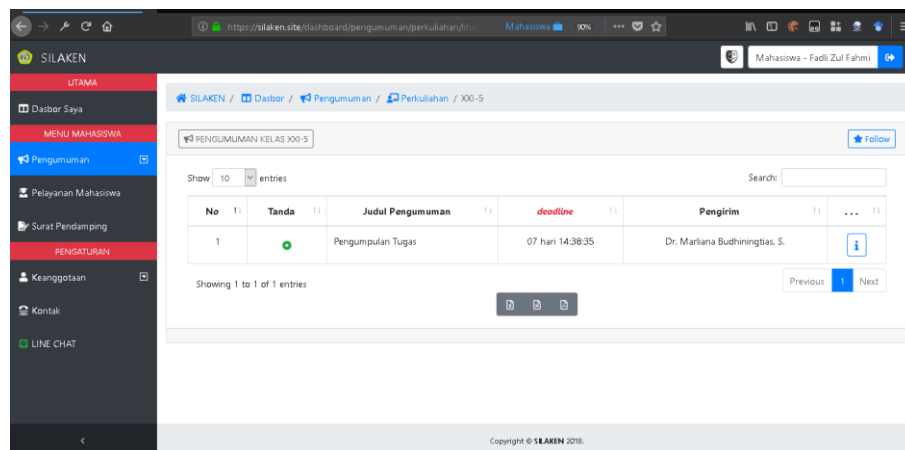 https://silaken.site/dashboard/pengumuman/perkuliahan/liha
Mahasiswa
90%
SILAKEN
Mahasiswa - Fadli Zul Fahmi
UTAMA
Dasbor Saya
MENU MAHASISWA
Pengumuman
Pelayanan Mahasiswa
Surat Pendamping
PENGATURAN
Keanggotaan
Kontak
LINE CHAT
SILAKEN / Dasbor / Pengumuman / Perkuliahan / XXI-5
PENGUMUMAN KELAS XXI-5
Follow
Show 10 entries
Search:
No Tanda Judul Pengumuman deadline Pengirim ...
1 Pengumpulan Tugas 07 hari 14:38:35 Dr. Marliana Budhiningtias, S.
Showing 1 to 1 of 1 entries
Previous 1 Next
Copyright © SILAKEN 2018.